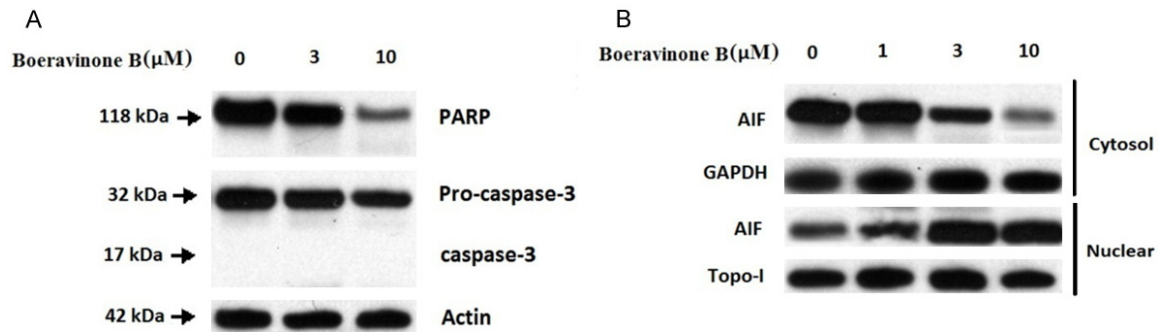 A
Boeravinone B(µM) 0 3 10
118 kDa PARP
32 kDa Pro-caspase-3
17 kDa caspase-3
42 kDa Actin
B
Boeravinone B(µM) 0 1 3 10
AIF
GAPDH
Cytosol
AIF
Topo-I
Nuclear